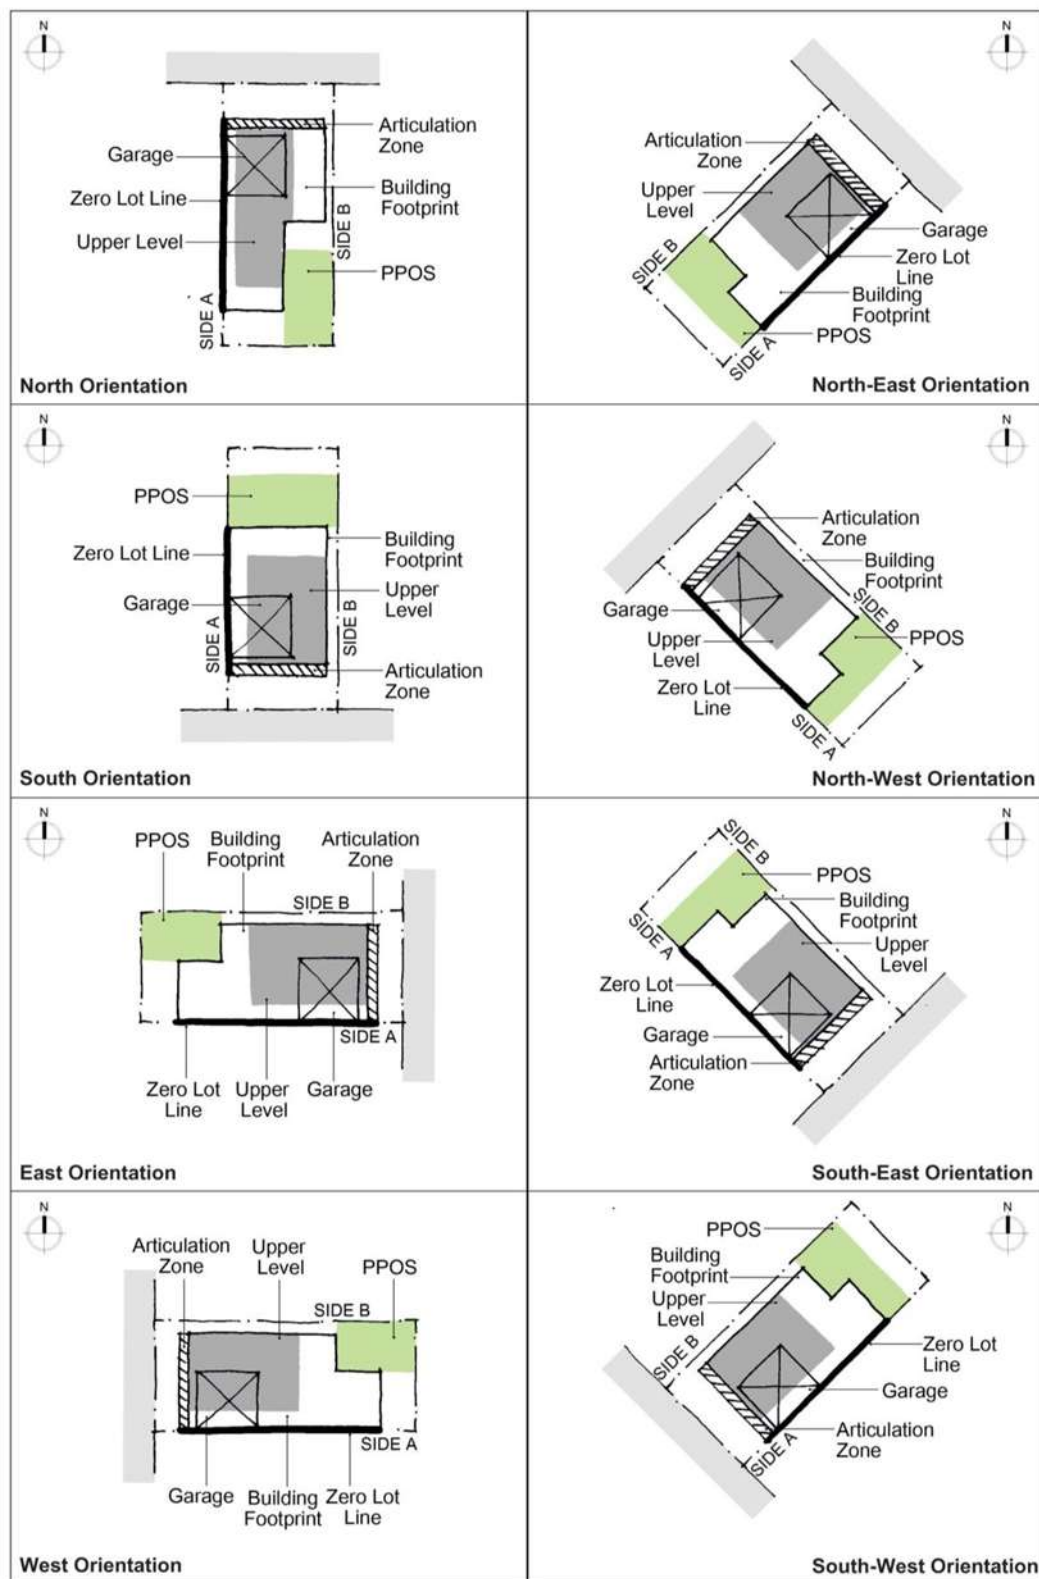 N
Articulation
Zone
Garage
Zero Lot Line
Building
Footprint
Upper Level
SIDE B
PPOS
SIDE A
North Orientation
N
Articulation
Zone
Upper
Level
Garage
SIDE B
Zero Lot
Line
Building
Footprint
PPOS
SIDE A
North-East Orientation
N
PPOS
Zero Lot Line
Building
Footprint
Garage
Upper
Level
SIDE A
SIDE B
Articulation
Zone
South Orientation
N
Articulation
Zone
Building
Footprint
Garage
SIDE B
Upper
Level
PPOS
Zero Lot
Line
SIDE A
North-West Orientation
N
PPOS
Building
Footprint
Articulation
Zone
SIDE B
SIDE A
Zero Lot
Line
Upper
Level
Garage
East Orientation
N
SIDE B
PPOS
Building
Footprint
SIDE A
Upper
Level
Zero Lot
Line
Garage
Articulation
Zone
South-East Orientation
N
Articulation
Zone
Upper
Level
PPOS
SIDE B
SIDE A
Garage
Building
Footprint
Zero Lot
Line
West Orientation
N
PPOS
Building
Footprint
Upper
Level
SIDE B
Zero Lot
Line
Garage
Articulation
Zone
SIDE A
South-West Orientation